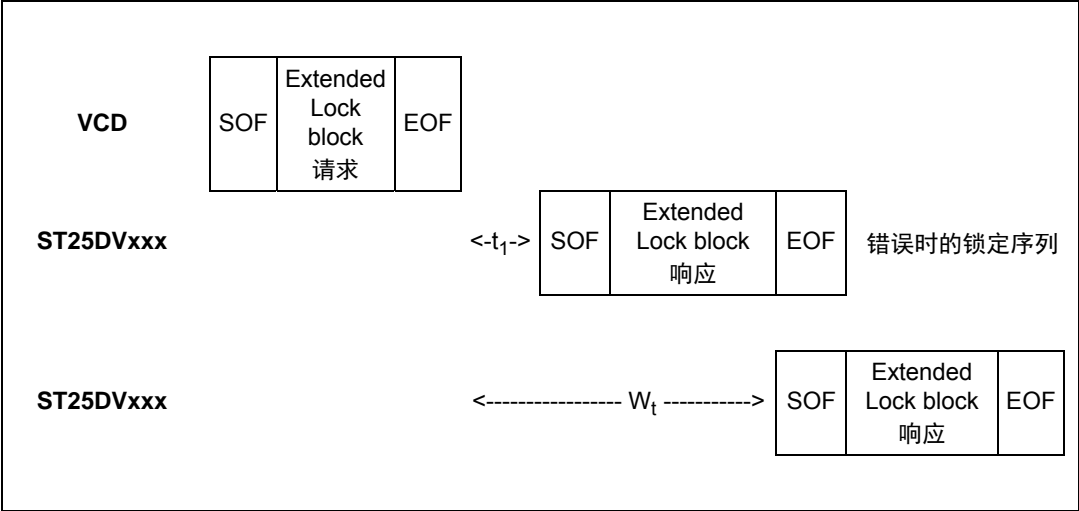 VCD
SOF
Extended
Lock
block
请求
EOF
ST25DVxxx
<-t₁->
SOF
Extended
Lock block
响应
EOF
错误时的锁定序列
ST25DVxxx
<----------------- Wₜ ----------->
SOF
Extended
Lock block
响应
EOF